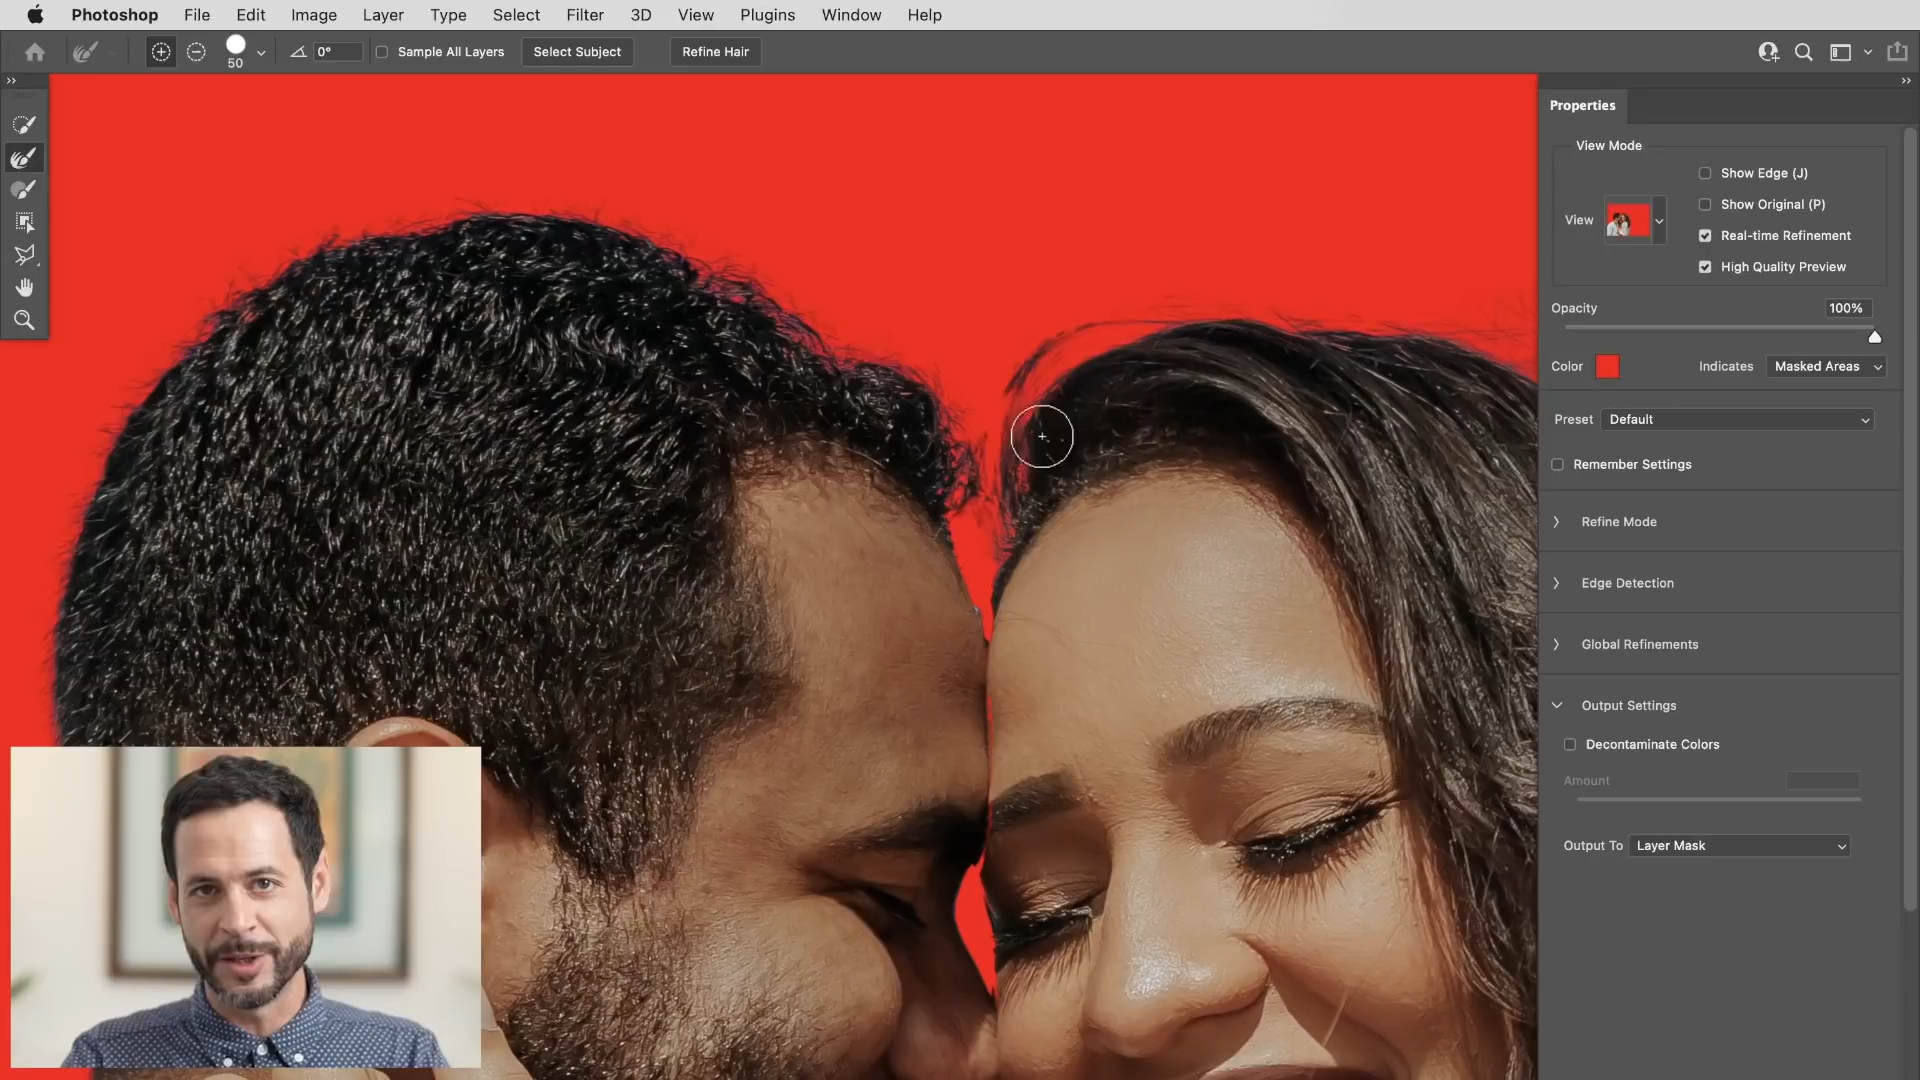 Photoshop File Edit Image Layer Type Select Filter 3D View Plugins Window Help
50 0° Sample All Layers Select Subject Refine Hair
Properties
View Mode
Show Edge (J)
Show Original (P)
View
Real-time Refinement
High Quality Preview
Opacity 100%
Color Indicates Masked Areas
Preset Default
Remember Settings
Refine Mode
Edge Detection
Global Refinements
Output Settings
Decontaminate Colors
Amount
Output To Layer Mask